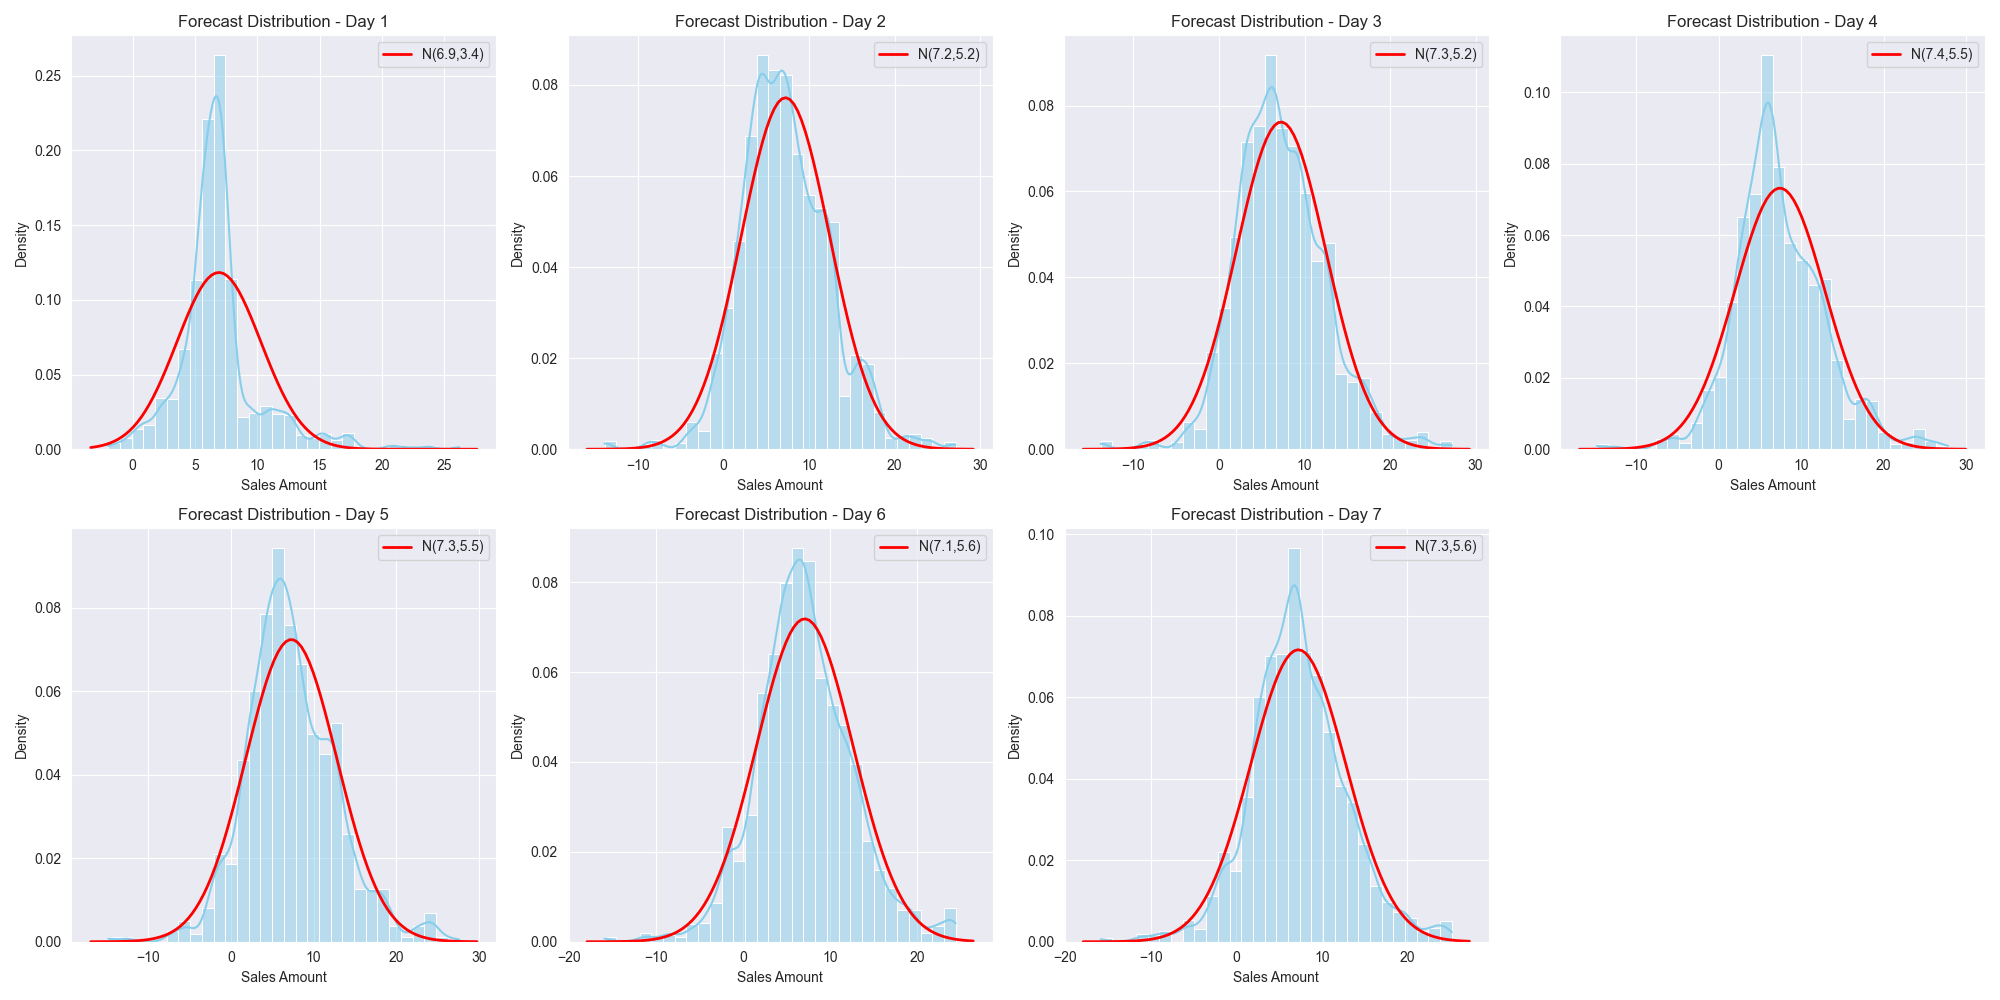 Forecast Distribution - Day 1
N(6.9,3.4)
Density
0.25
0.20
0.15
0.10
0.05
0.00
0 5 10 15 20 25
Sales Amount
Forecast Distribution - Day 2
N(7.2,5.2)
Density
0.08
0.06
0.04
0.02
0.00
−10 0 10 20 30
Sales Amount
Forecast Distribution - Day 3
N(7.3,5.2)
Density
0.08
0.06
0.04
0.02
0.00
−10 0 10 20 30
Sales Amount
Forecast Distribution - Day 4
N(7.4,5.5)
Density
0.10
0.08
0.06
0.04
0.02
0.00
−10 0 10 20 30
Sales Amount
Forecast Distribution - Day 5
N(7.3,5.5)
Density
0.08
0.06
0.04
0.02
0.00
−10 0 10 20 30
Sales Amount
Forecast Distribution - Day 6
N(7.1,5.6)
Density
0.08
0.06
0.04
0.02
0.00
−20 −10 0 10 20
Sales Amount
Forecast Distribution - Day 7
N(7.3,5.6)
Density
0.10
0.08
0.06
0.04
0.02
0.00
−20 −10 0 10 20
Sales Amount